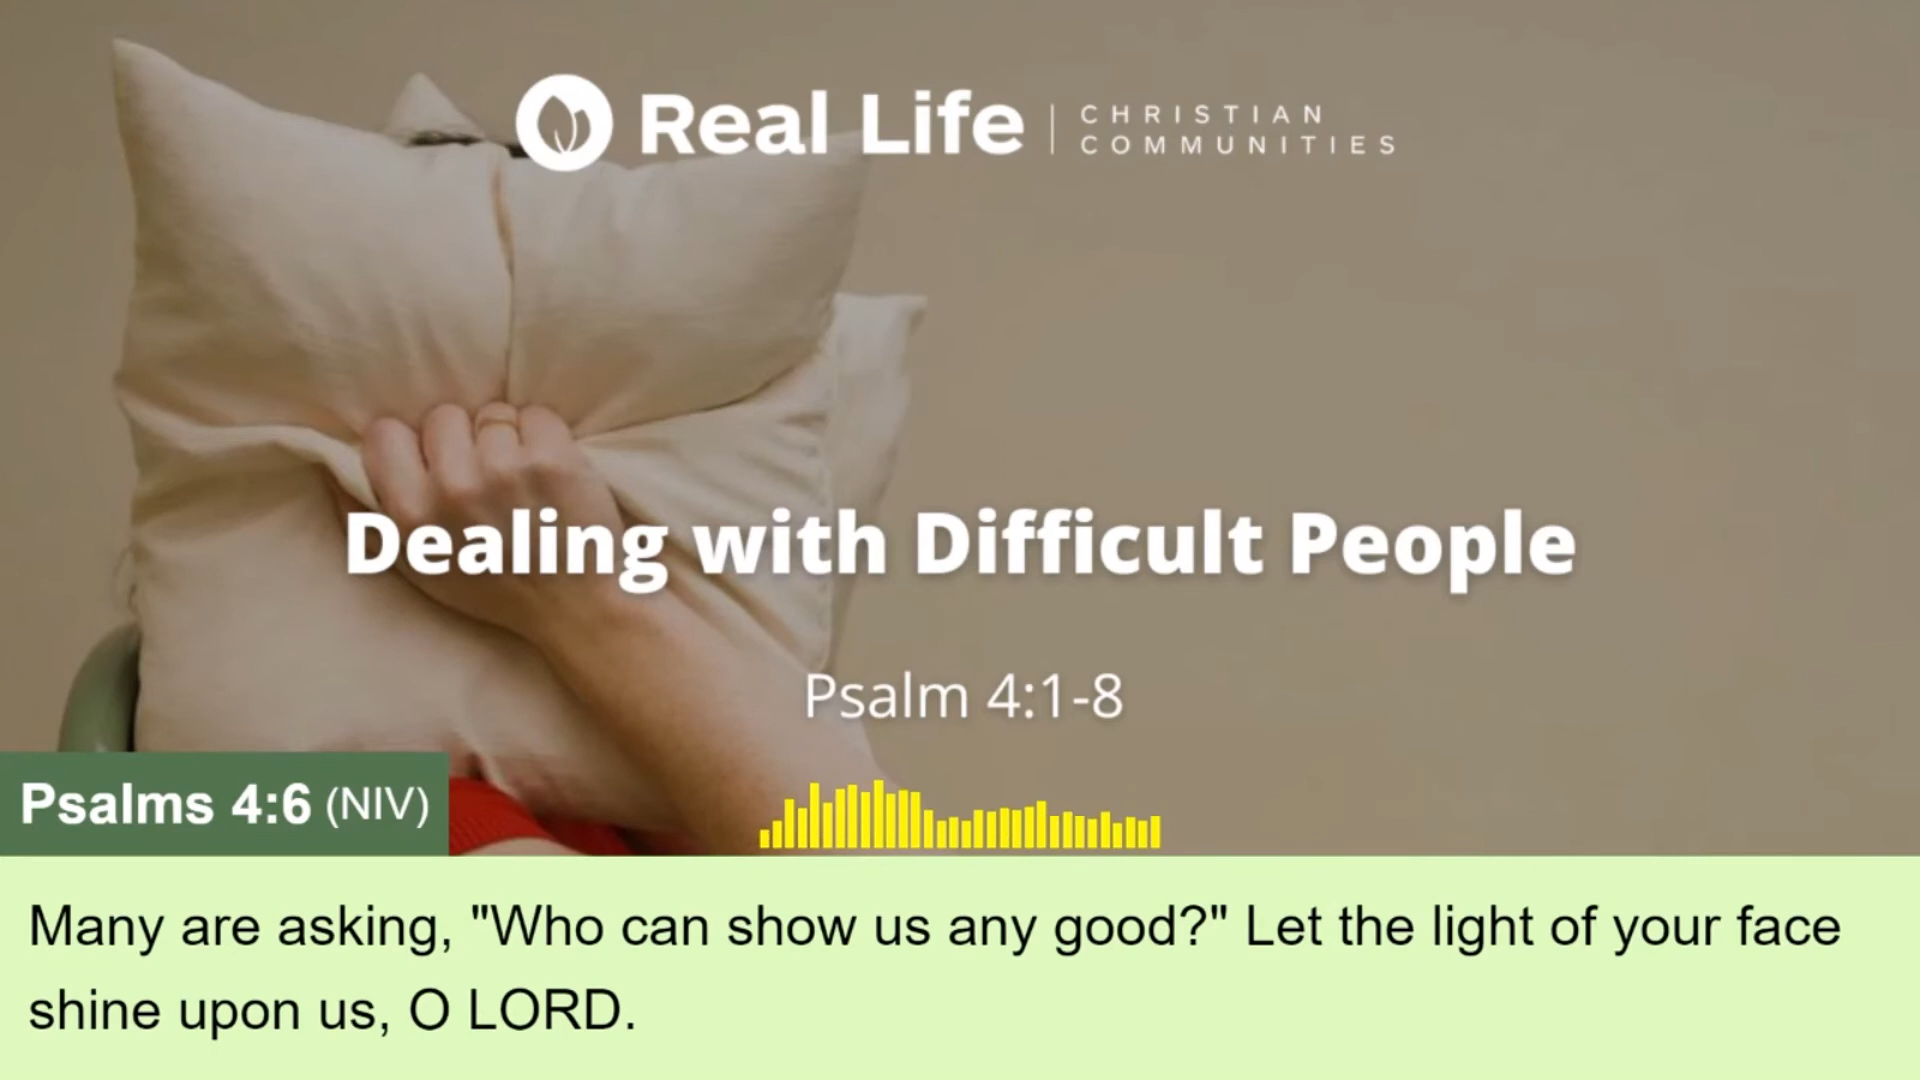 Real Life | CHRISTIAN
COMMUNITIES
Dealing with Difficult People
Psalm 4:1-8
Psalms 4:6 (NIV)
Many are asking, "Who can show us any good?" Let the light of your face
shine upon us, O LORD.